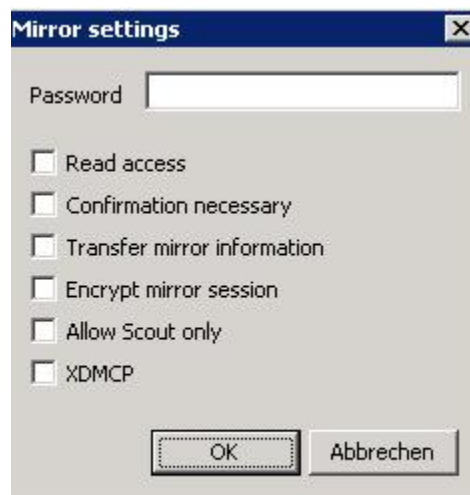 Mirror settings
Password
Read access
Confirmation necessary
Transfer mirror information
Encrypt mirror session
Allow Scout only
XDMCP
OK Abbrechen